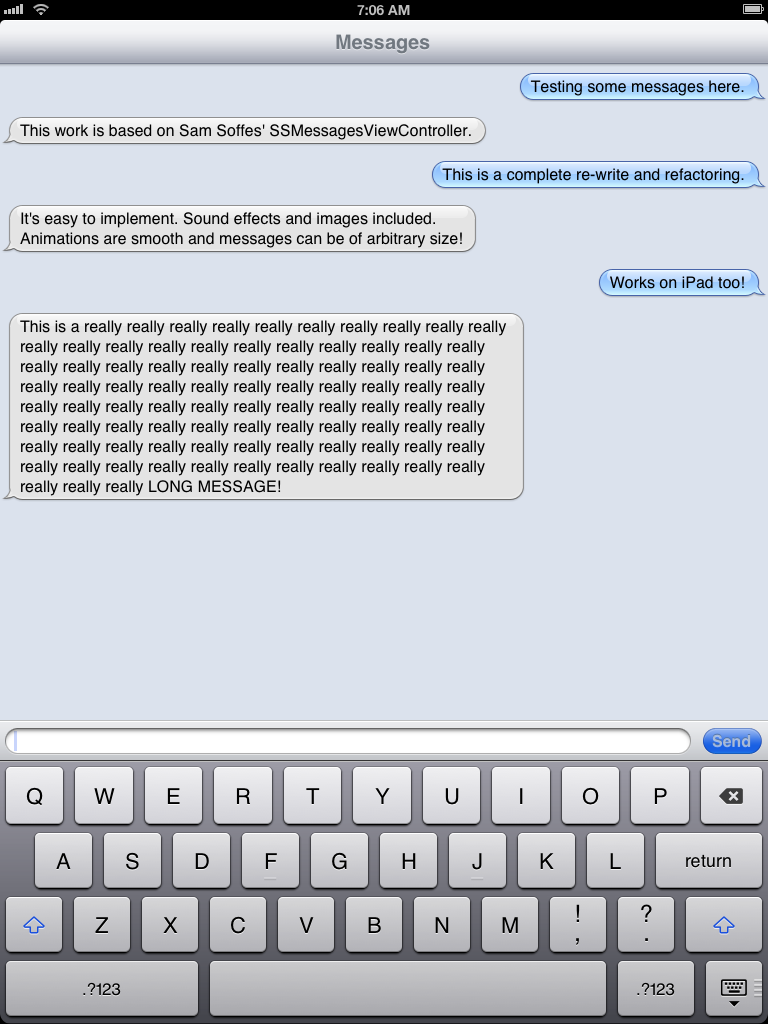 7:06 AM
Messages
Testing some messages here.
This work is based on Sam Soffes' SSMessagesViewController.
This is a complete re-write and refactoring.
It's easy to implement. Sound effects and images included.
Animations are smooth and messages can be of arbitrary size!
Works on iPad too!
This is a really really really really really really really really really really
really really really really really really really really really really really
really really really really really really really really really really really
really really really really really really really really really really really
really really really really really really really really really really really
really really really really really really really really really really really
really really really really really really really really really really really
really really really really really really really really really really really
really really really LONG MESSAGE!
Send
Q W E R T Y U I O P
A S D F G H J K L return
Z X C V B N M ! , ? .
.?123 .?123